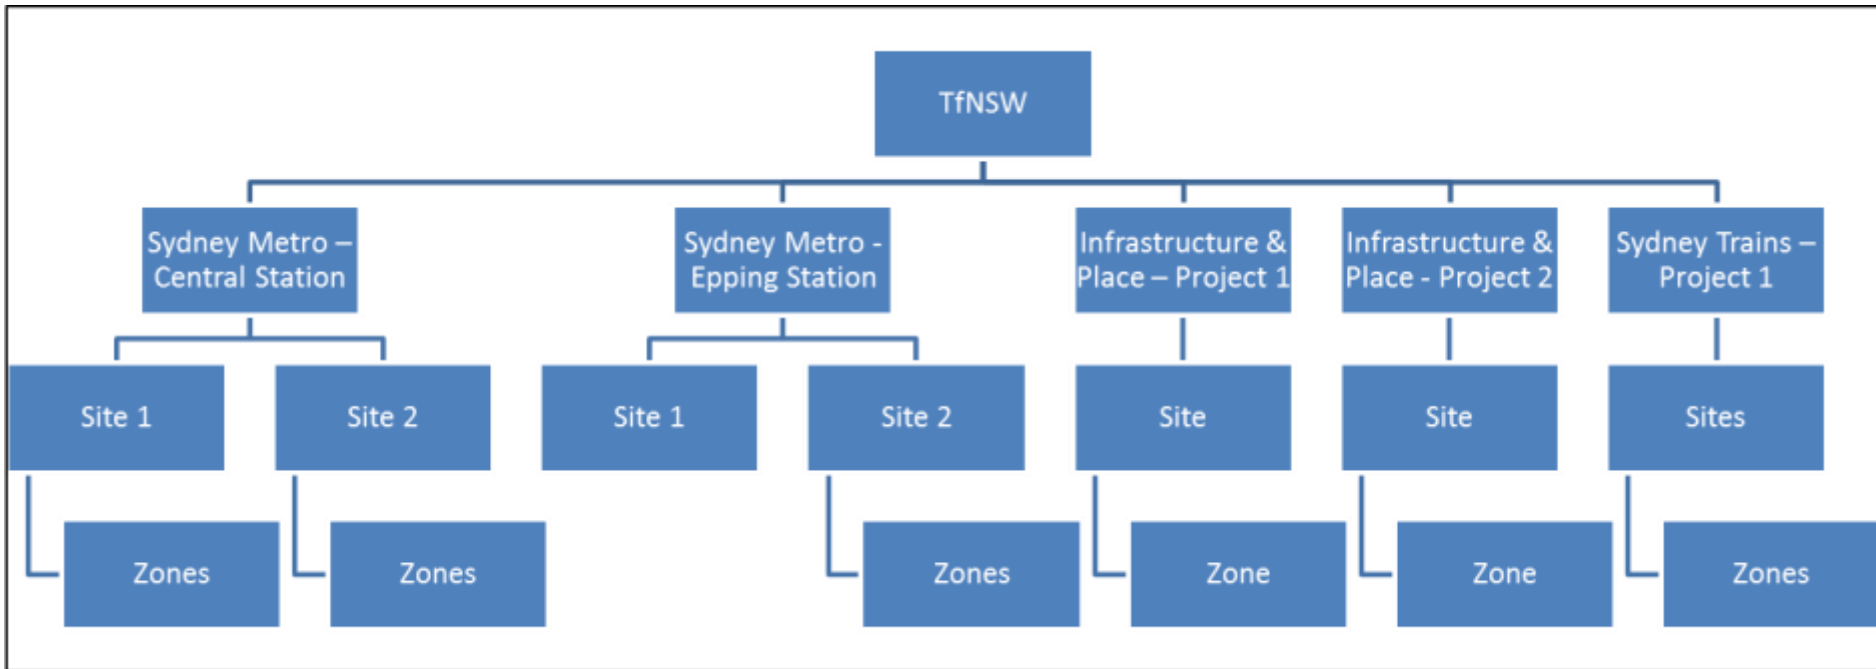 TfNSW
Sydney Metro –
Central Station
Sydney Metro -
Epping Station
Infrastructure &
Place – Project 1
Infrastructure &
Place - Project 2
Sydney Trains –
Project 1
Site 1
Site 2
Site 1
Site 2
Site
Site
Sites
Zones
Zones
Zones
Zone
Zone
Zones